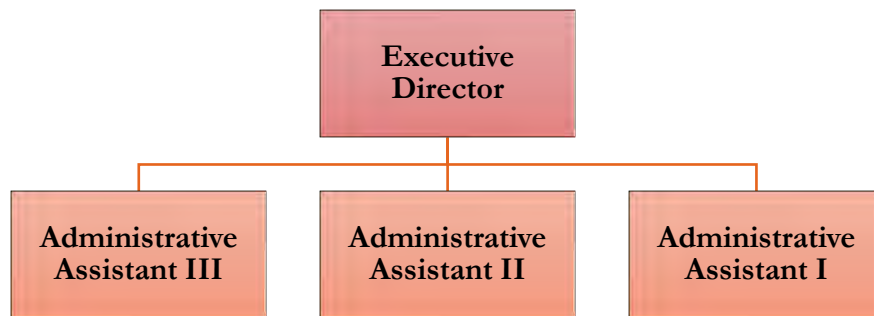 Executive
Director
Administrative
Assistant III
Administrative
Assistant II
Administrative
Assistant I